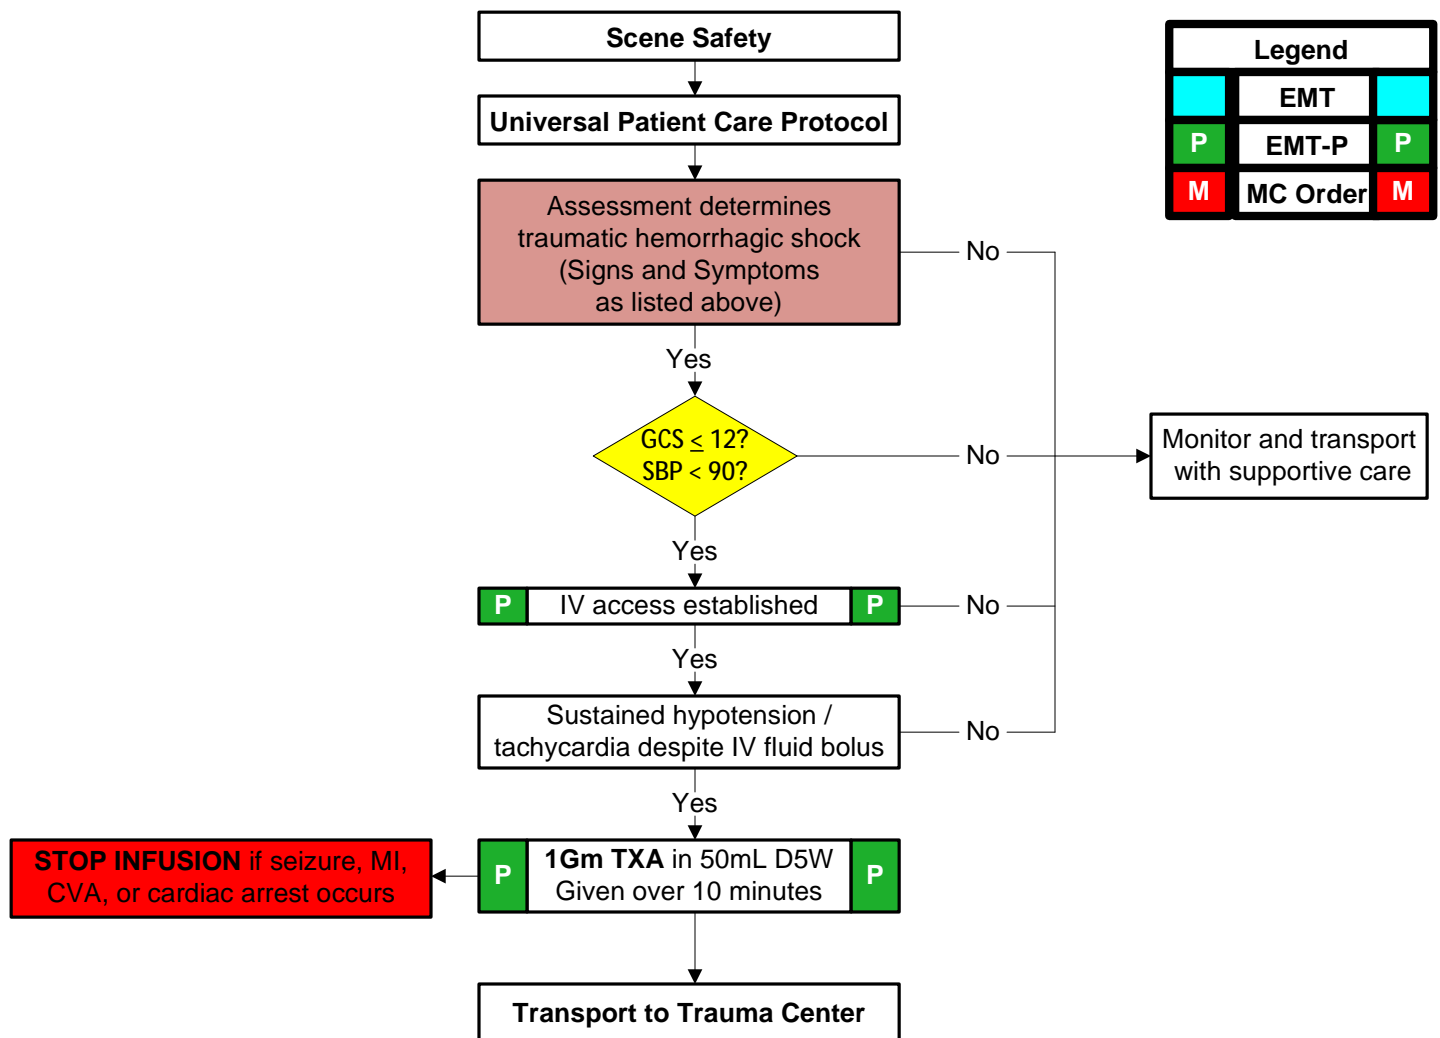 Scene Safety
Universal Patient Care Protocol
Assessment determines
traumatic hemorrhagic shock
(Signs and Symptoms
as listed above)
No
Yes
GCS ≤ 12?
SBP < 90?
No
Monitor and transport
with supportive care
Yes
P IV access established P
No
Yes
Sustained hypotension /
tachycardia despite IV fluid bolus
No
Yes
P
1Gm TXA in 50mL D5W
Given over 10 minutes
P
STOP INFUSION if seizure, MI,
CVA, or cardiac arrest occurs
Transport to Trauma Center
Legend
EMT
P EMT-P P
M MC Order M